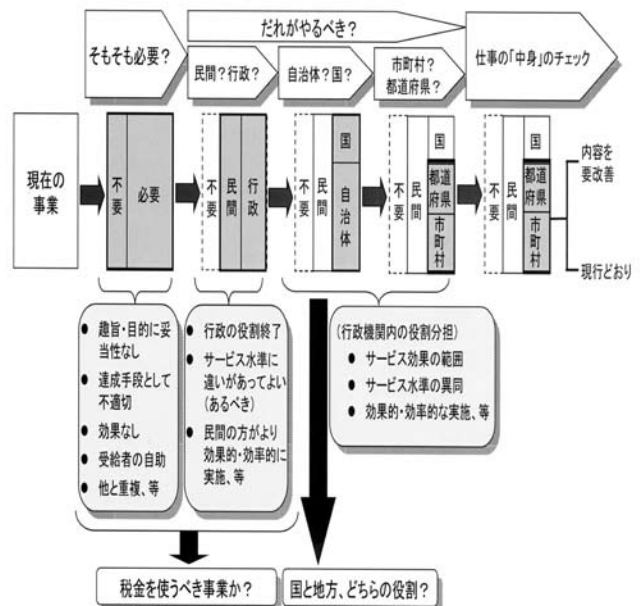 だれがやるべき？
そもそも必要？
民間？行政？
自治体？国？
市町村？
都道府県？
仕事の「中身」のチェック
現在の
事業
不要
必要
不要
民間
行政
不要
民間
国
自治体
不要
民間
国
都道
府県
市町村
不要
民間
国
都道
府県
市町村
内容を
要改善
現行どおり
● 趣旨・目的に妥
当性なし
● 達成手段として
不適切
● 効果なし
● 受給者の自助
● 他と重複、等
● 行政の役割終了
● サービス水準に
違いがあってよい
(あるべき)
● 民間の方がより
効果的・効率的に
実施、等
(行政機関内の役割分担)
● サービス効果の範囲
● サービス水準の異同
● 効果的・効率的な実施、等
税金を使うべき事業か？
国と地方、どちらの役割？